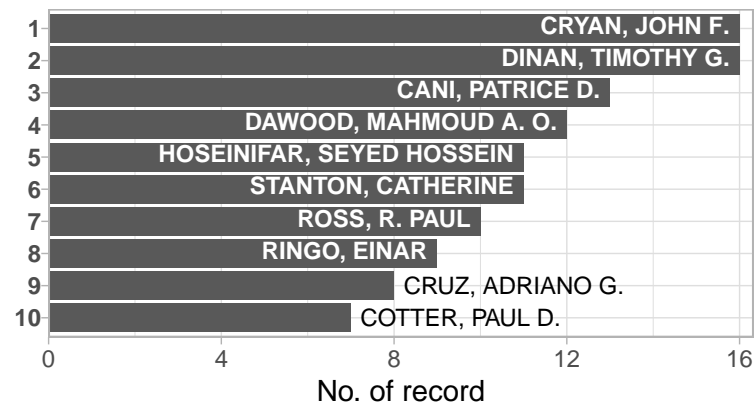 1 CRYAN, JOHN F.
2 DINAN, TIMOTHY G.
3 CANI, PATRICE D.
4 DAWOOD, MAHMOUD A. O.
5 HOSEINIFAR, SEYED HOSSEIN
6 STANTON, CATHERINE
7 ROSS, R. PAUL
8 RINGO, EINAR
9 CRUZ, ADRIANO G.
10 COTTER, PAUL D.
0 4 8 12 16
No. of record